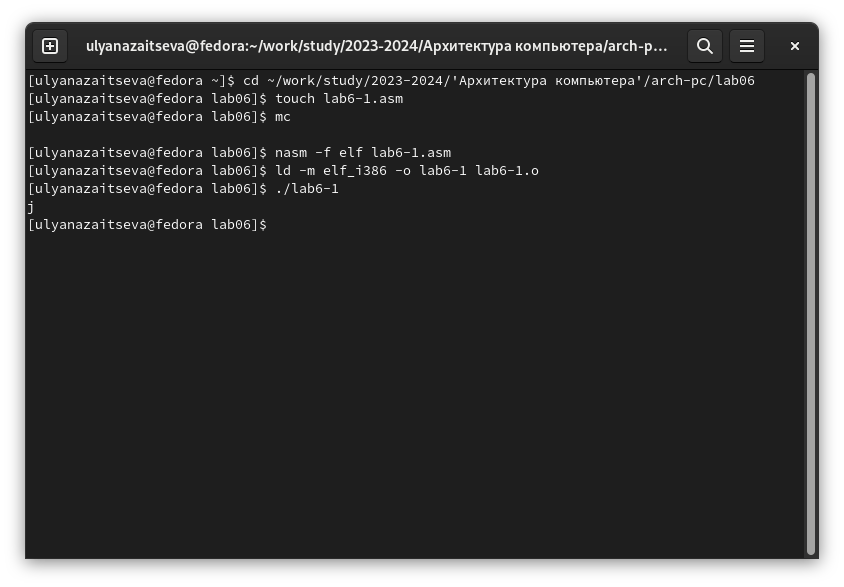 ulyanazaitseva@fedora:~/work/study/2023-2024/Архитектура компьютера/arch-p...
[ulyanazaitseva@fedora ~]$ cd ~/work/study/2023-2024/'Архитектура компьютера'/arch-pc/lab06
[ulyanazaitseva@fedora lab06]$ touch lab6-1.asm
[ulyanazaitseva@fedora lab06]$ mc
[ulyanazaitseva@fedora lab06]$ nasm -f elf lab6-1.asm
[ulyanazaitseva@fedora lab06]$ ld -m elf_i386 -o lab6-1 lab6-1.o
[ulyanazaitseva@fedora lab06]$ ./lab6-1
j
[ulyanazaitseva@fedora lab06]$